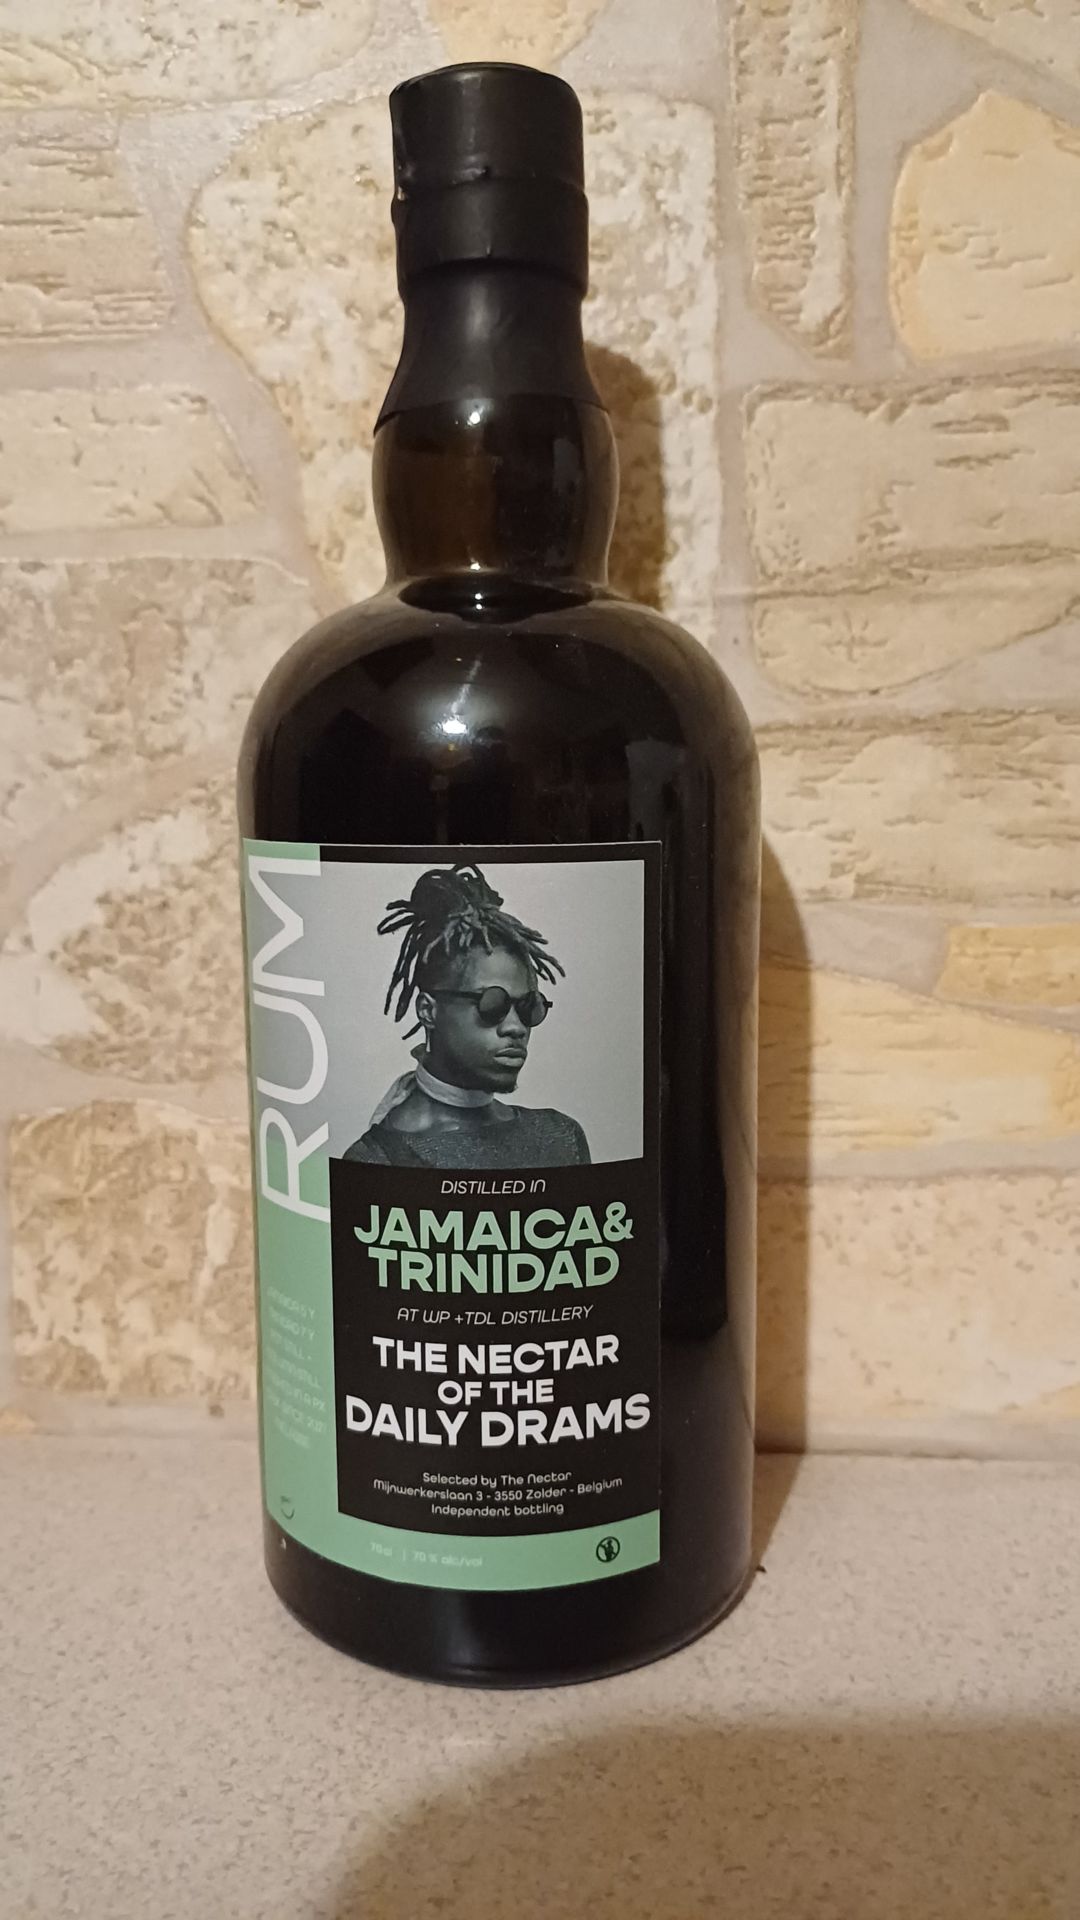 RUM
DISTILLED IN
JAMAICA&
TRINIDAD
AT WP +TDL DISTILLERY
THE NECTAR
OF THE
DAILY DRAMS
Selected by The Nectar
Mijnwerkerslaan 3 - 3550 Zolder - Belgium
Independent bottling
70 cl | 70 % alc/vol